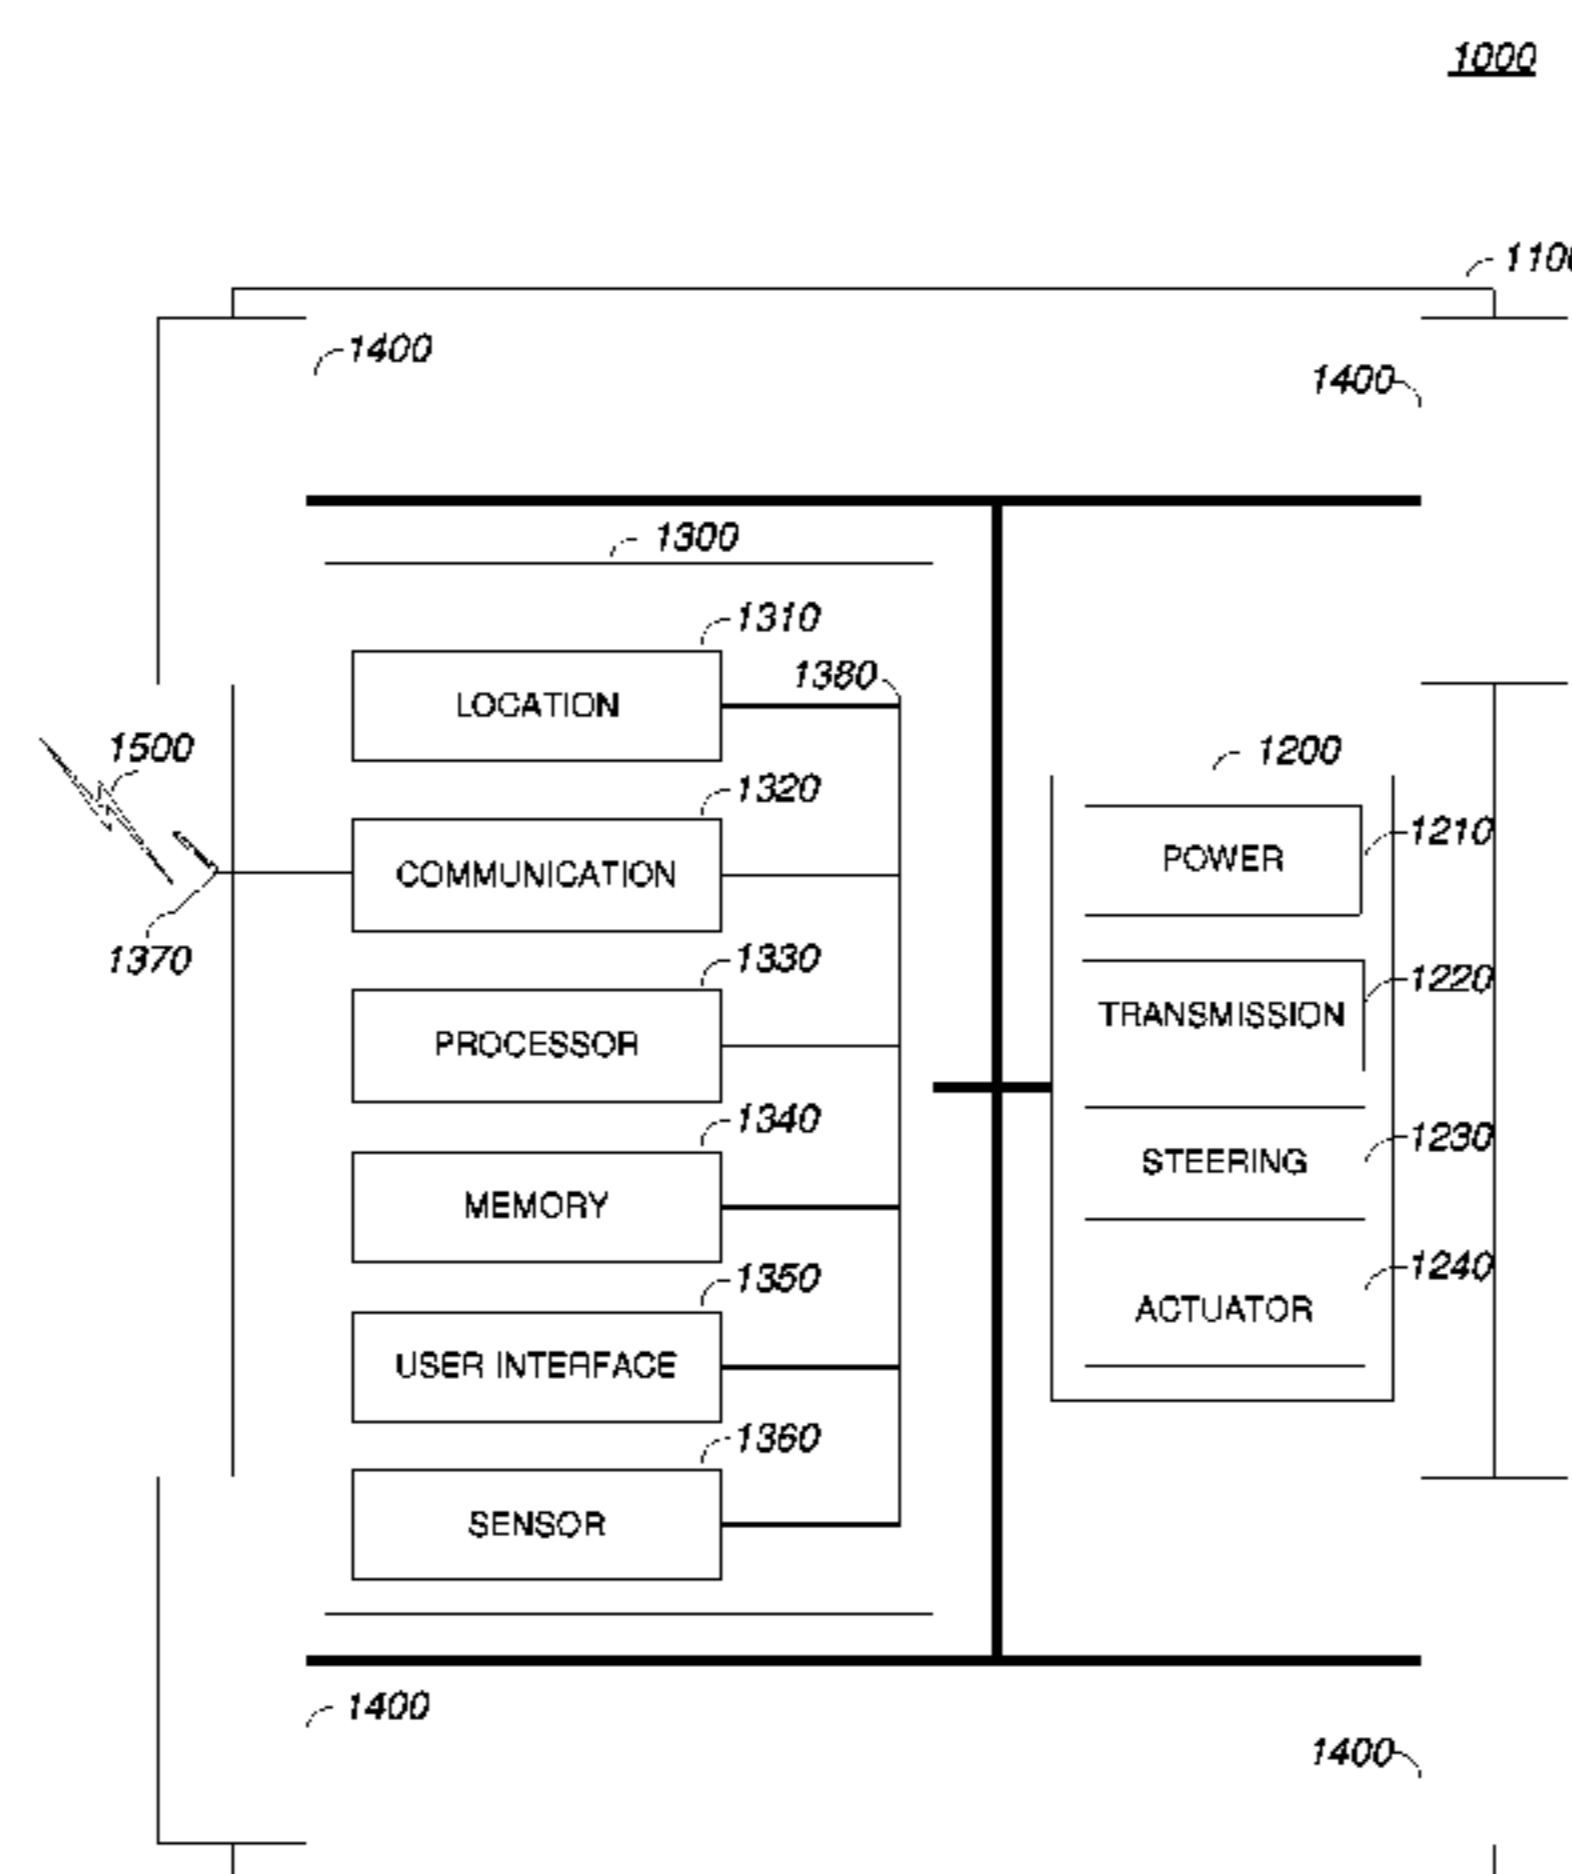 1000
1100
1400
1400
1300
1310
1380
LOCATION
1500
1200
1320
1210
POWER
COMMUNICATION
1370
1330
1220
TRANSMISSION
PROCESSOR
1340
1230
STEERING
MEMORY
1350
1240
ACTUATOR
USER INTERFACE
1360
SENSOR
1400
1400